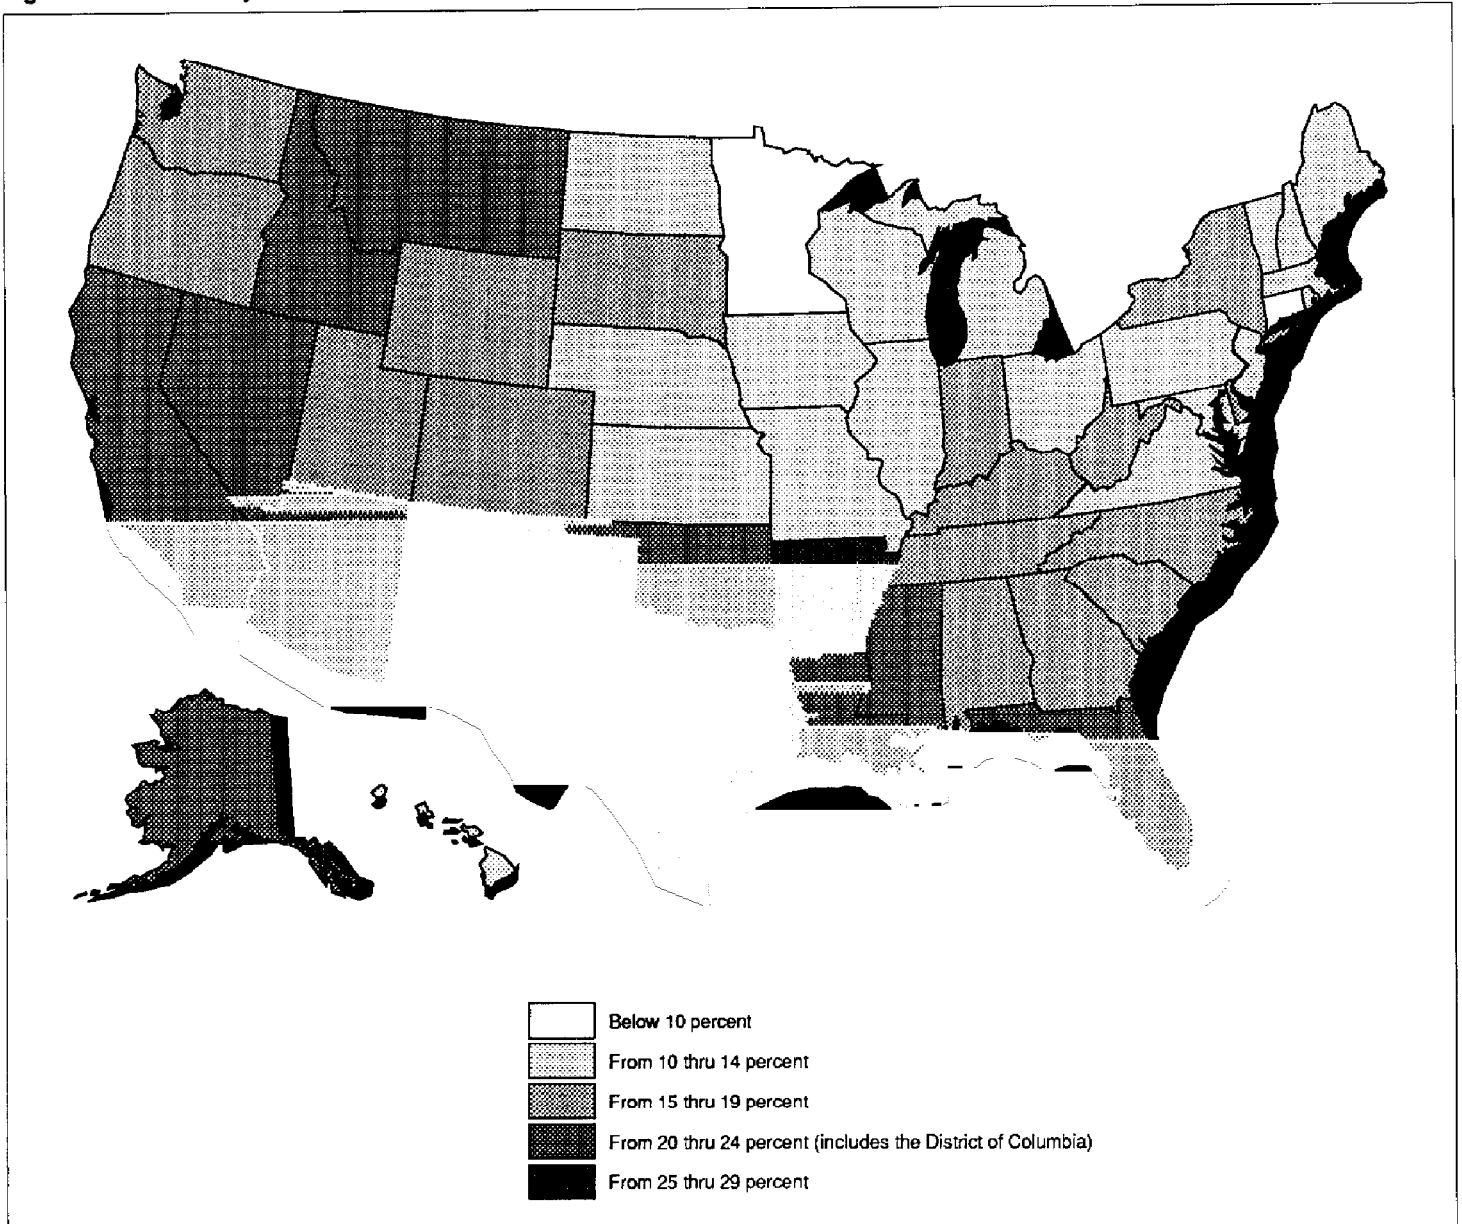 Below 10 percent
From 10 thru 14 percent
From 15 thru 19 percent
From 20 thru 24 percent (includes the District of Columbia)
From 25 thru 29 percent